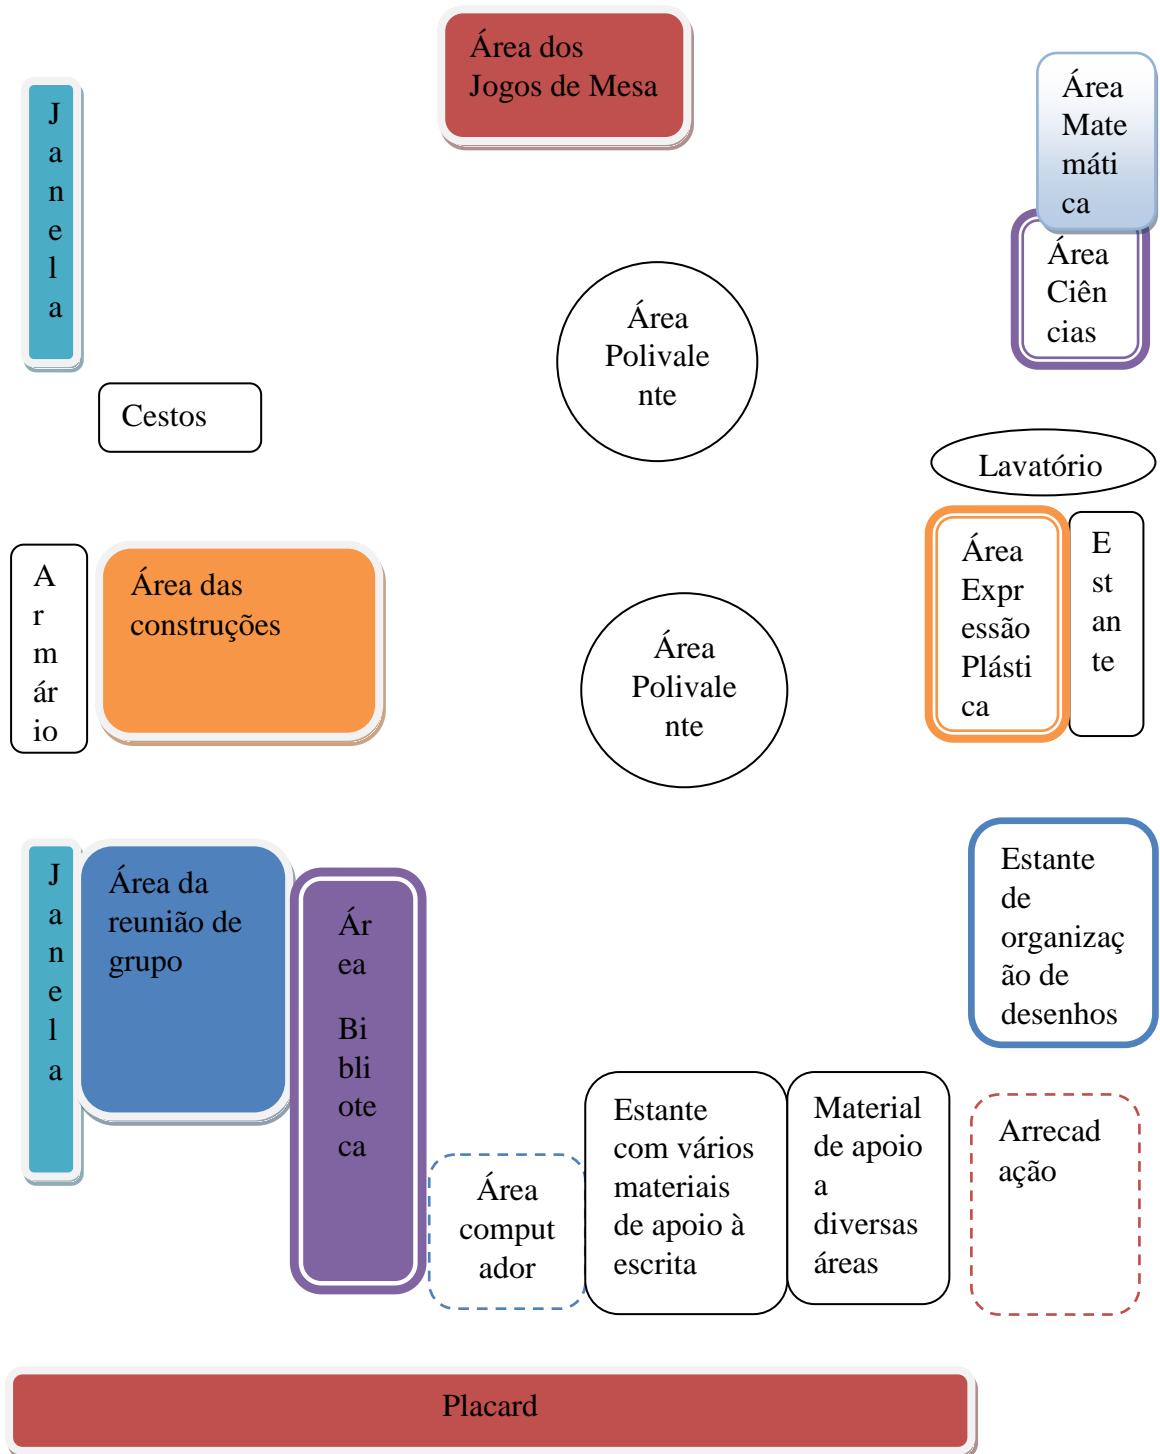 Área dos
Jogos de Mesa
J
a
n
e
l
a
Área
Mate
máti
ca
Área
Ciên
cias
Área
Polivale
nte
Cestos
Lavatório
A
r
m
ár
io
Área das
construções
Área
Polivale
nte
Área
Expr
essão
Plásti
ca
E
st
an
te
J
a
n
e
l
a
Área da
reunião de
grupo
Ár
ea
Bi
bli
ote
ca
Estante
de
organizaç
ão de
desenhos
Área
comput
ador
Estante
com vários
materiais
de apoio à
escrita
Material
de apoio
a
diversas
áreas
Arrecad
ação
Placard